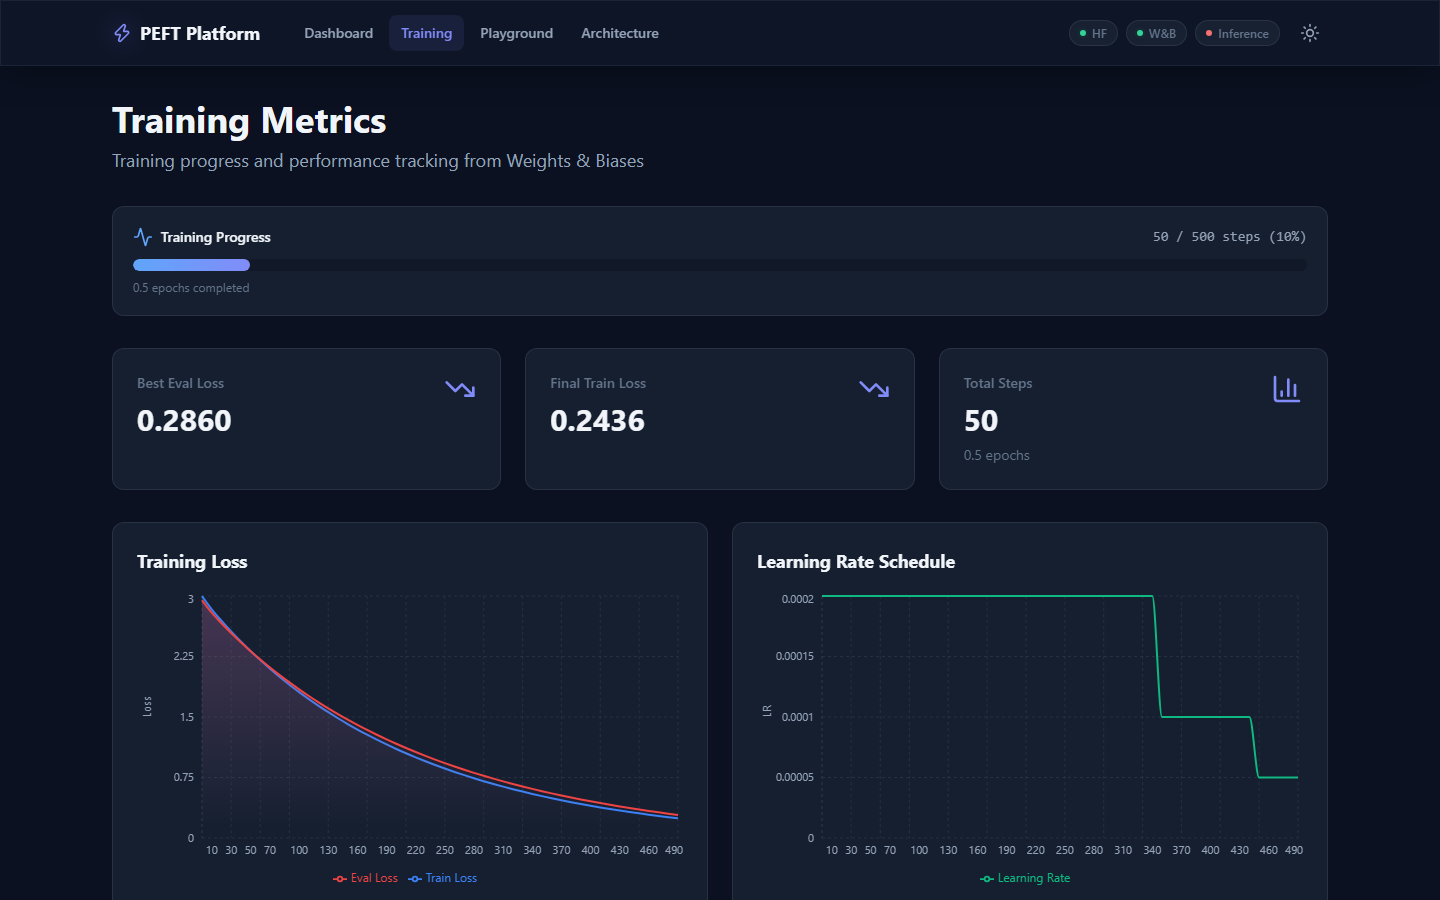 PEFT Platform Dashboard Training Playground Architecture HF W&B Inference
Training Metrics
Training progress and performance tracking from Weights & Biases
Training Progress 50 / 500 steps (10%)
0.5 epochs completed
Best Eval Loss
0.2860
Final Train Loss
0.2436
Total Steps
50
0.5 epochs
Training Loss
3
2.25
1.5
0.75
0
Loss
10 30 50 70 100 130 160 190 220 250 280 310 340 370 400 430 460 490
Eval Loss Train Loss
Learning Rate Schedule
0.0002
0.00015
0.0001
0.00005
0
LR
10 30 50 70 100 130 160 190 220 250 280 310 340 370 400 430 460 490
Learning Rate